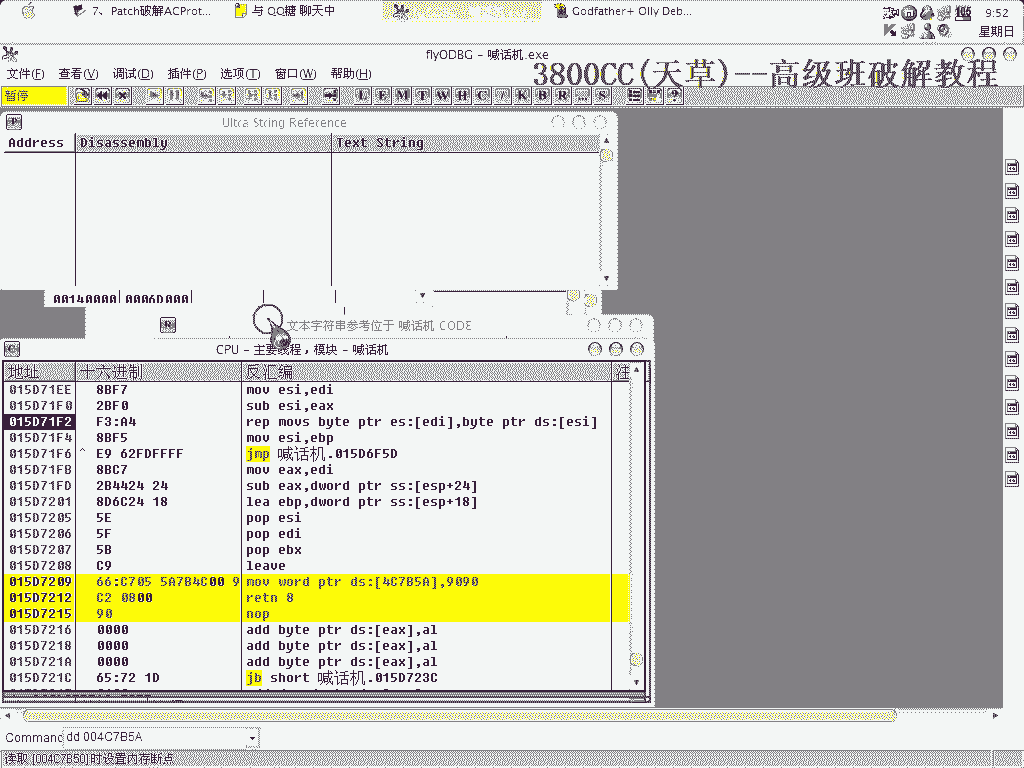 7、Patch破解ACProt...
与 QQ糖 聊天中
Godfather+ Olly Deb...
9:52
星期日
flyODBG - 喊话机.exe
文件(F) 查看(V) 调试(D) 插件(P) 选项(T) 窗口(W) 帮助(H)
3800CC(天草)--高级班破解教程
暂停
L E M T W H C / K B R ... S
Ultra String Reference
Address Disassembly Text String
00140000 0006D000
文本字符串参考位于 喊话机 CODE
CPU - 主要线程，模块 - 喊话机
地址 十六进制 反汇编 注
015D71EE 8BF7 mov esi,edi
015D71F0 2BF0 sub esi,eax
015D71F2 F3:A4 rep movs byte ptr es:[edi],byte ptr ds:[esi]
015D71F4 8BF5 mov esi,ebp
015D71F6 ^ E9 62FDFFFF jmp 喊话机.015D6F5D
015D71FB 8BC7 mov eax,edi
015D71FD 2B4424 24 sub eax,dword ptr ss:[esp+24]
015D7201 8D6C24 18 lea ebp,dword ptr ss:[esp+18]
015D7205 5E pop esi
015D7206 5F pop edi
015D7207 5B pop ebx
015D7208 C9 leave
015D7209 66:C705 5A7B4C00 9 mov word ptr ds:[4C7B5A],9090
015D7212 C2 0800 retn 8
015D7215 90 nop
015D7216 0000 add byte ptr ds:[eax],al
015D7218 0000 add byte ptr ds:[eax],al
015D721A 0000 add byte ptr ds:[eax],al
015D721C 65:72 1D jb short 喊话机.015D723C
Command dd 004C7B5A
读取 [004C7B50]时设置内存断点